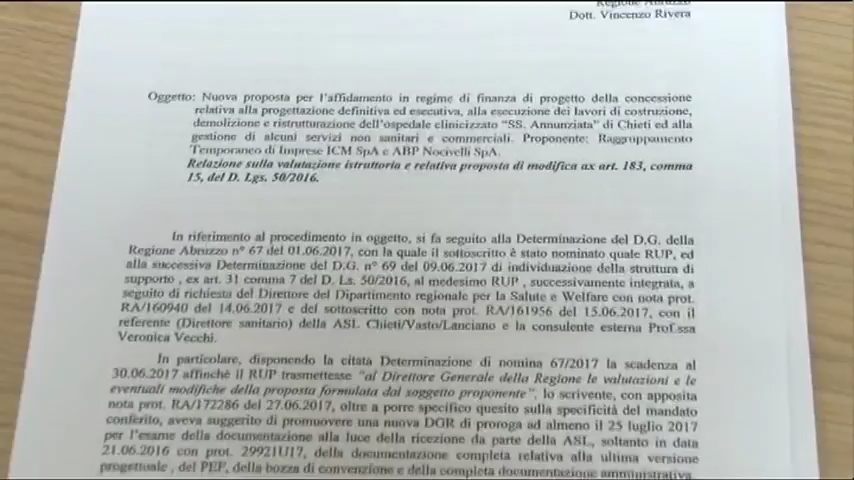 Regione Abruzzo
Dott. Vincenzo Rivera
Oggetto: Nuova proposta per l'affidamento in regime di finanza di progetto della concessione
relativa alla progettazione definitiva ed esecutiva, alla esecuzione dei lavori di costruzione,
demolizione e ristrutturazione dell'ospedale clinicizzato "SS. Annunziata" di Chieti ed alla
gestione di alcuni servizi non sanitari e commerciali. Proponente: Raggruppamento
Temporaneo di Imprese ICM SpA e ABP Nocivelli SpA.
Relazione sulla valutazione istruttoria e relativa proposta di modifica ax art. 183, comma
15, del D. Lgs. 50/2016.
In riferimento al procedimento in oggetto, si fa seguito alla Determinazione del D.G. della
Regione Abruzzo n° 67 del 01.06.2017, con la quale il sottoscritto è stato nominato quale RUP, ed
alla successiva Determinazione del D.G. n° 69 del 09.06.2017 di individuazione della struttura di
supporto , ex art. 31 comma 7 del D. Ls. 50/2016, al medesimo RUP , successivamente integrata, a
seguito di richiesta del Direttore del Dipartimento regionale per la Salute e Welfare con nota prot.
RA/160940 del 14.06.2017 e del sottoscritto con nota prot. RA/161956 del 15.06.2017, con il
referente (Direttore sanitario) della ASL Chieti/Vasto/Lanciano e la consulente esterna Prof.ssa
Veronica Vecchi.
In particolare, disponendo la citata Determinazione di nomina 67/2017 la scadenza al
30.06.2017 affinchè il RUP trasmettesse "al Direttore Generale della Regione le valutazioni e le
eventuali modifiche della proposta formulata dal soggetto proponente", lo scrivente, con apposita
nota prot. RA/172286 del 27.06.2017, oltre a porre specifico quesito sulla specificità del mandato
conferito, aveva suggerito di promuovere una nuova DGR di proroga ad almeno il 25 luglio 2017
per l'esame della documentazione alla luce della ricezione da parte della ASL, soltanto in data
21.06.2016 con prot. 29921U17, della documentazione completa relativa alla ultima versione
progettuale , del PEF, della bozza di convenzione e della completa documentazione amministrativa